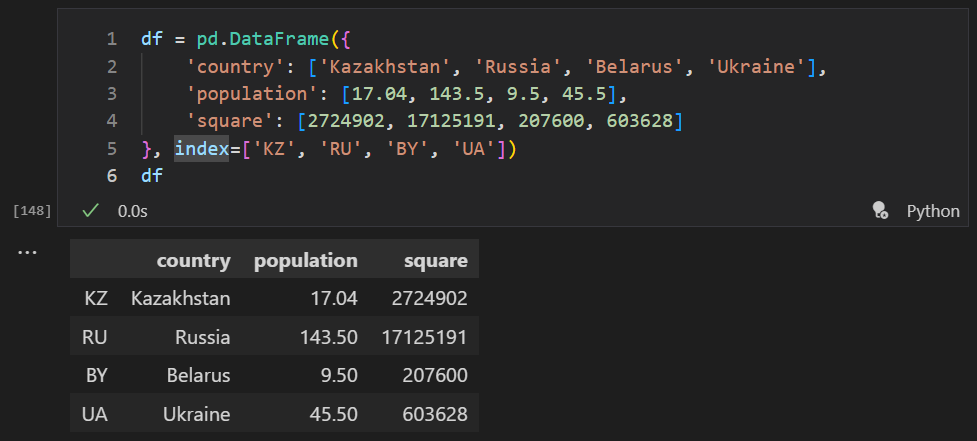 1 df = pd.DataFrame({
2     'country': ['Kazakhstan', 'Russia', 'Belarus', 'Ukraine'],
3     'population': [17.04, 143.5, 9.5, 45.5],
4     'square': [2724902, 17125191, 207600, 603628]
5 }, index=['KZ', 'RU', 'BY', 'UA'])
6 df
[148] ✓ 0.0s Python
...
country population square
KZ Kazakhstan 17.04 2724902
RU Russia 143.50 17125191
BY Belarus 9.50 207600
UA Ukraine 45.50 603628